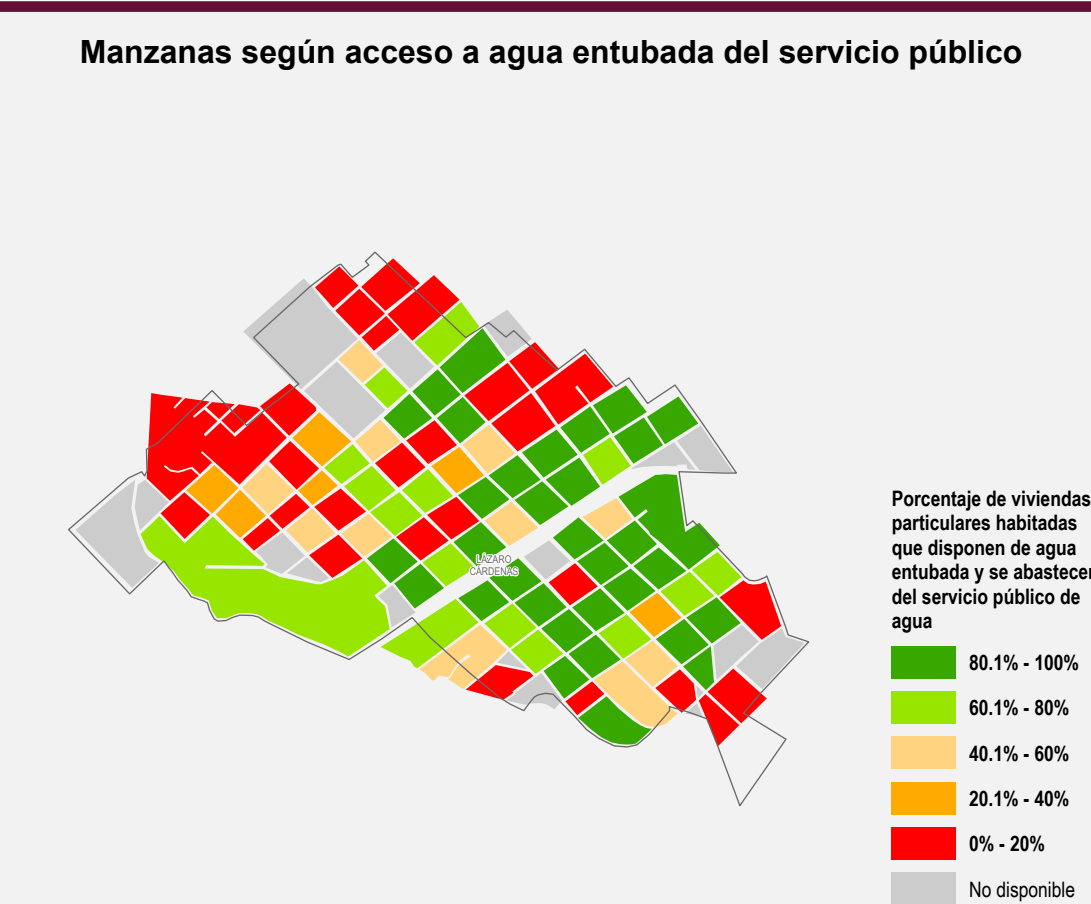 Manzanas según acceso a agua entubada del servicio público
LÁZARO
CÁRDENAS
Porcentaje de viviendas
particulares habitadas
que disponen de agua
entubada y se abastecen
del servicio público de
agua
80.1% - 100%
60.1% - 80%
40.1% - 60%
20.1% - 40%
0% - 20%
No disponible